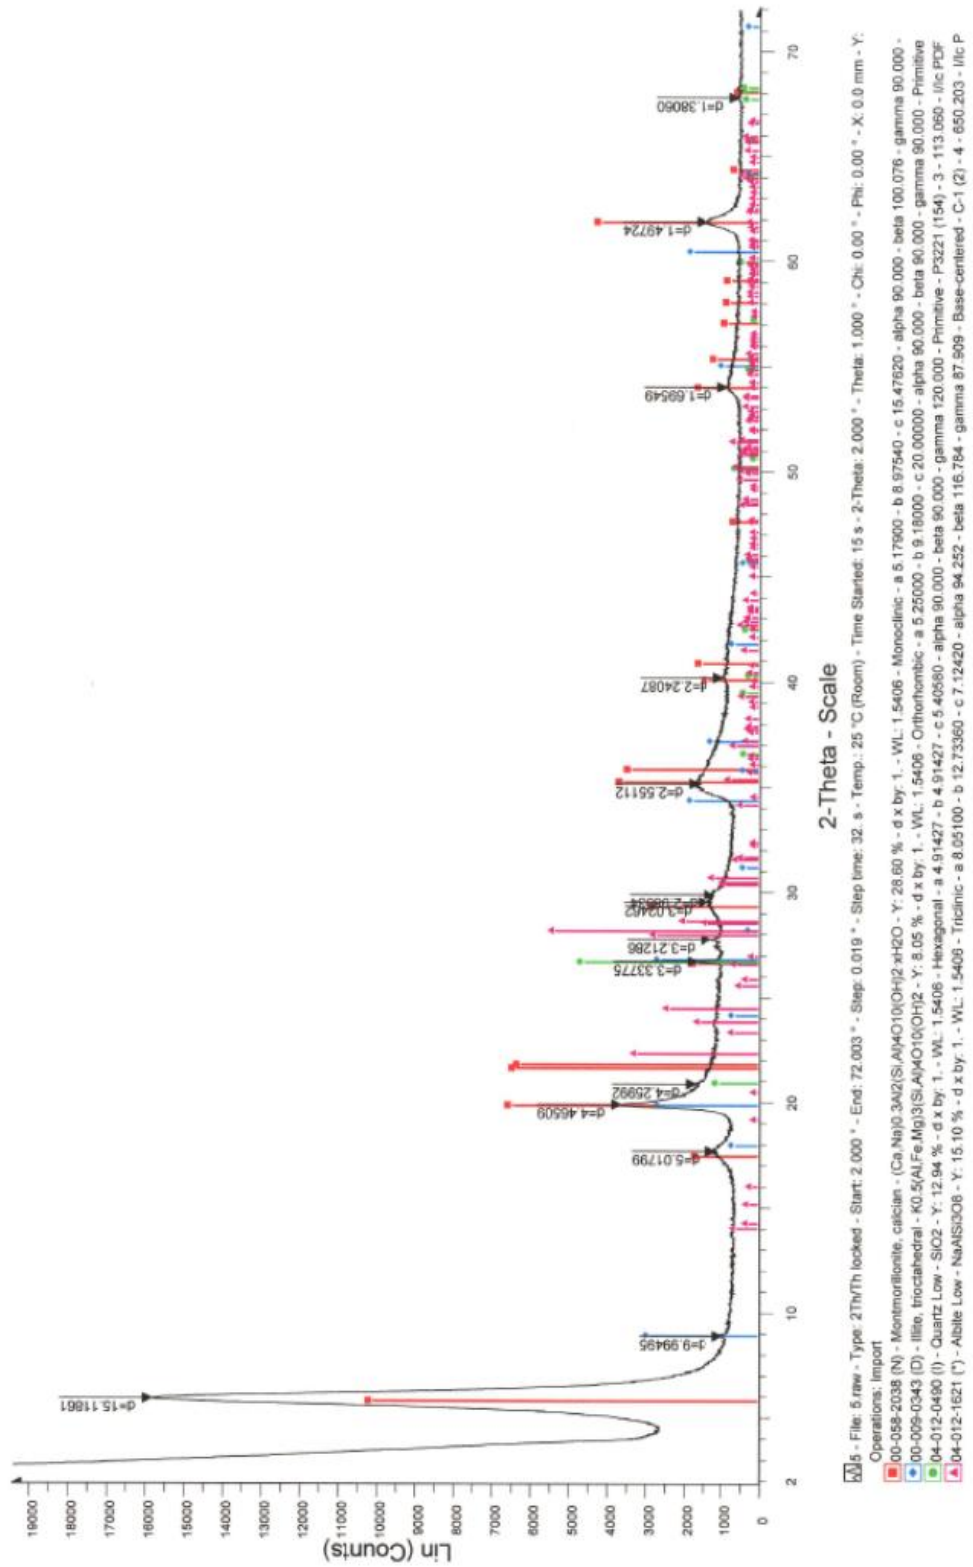 Lin (Counts)
19000
18000
17000
16000
15000
14000
13000
12000
11000
10000
9000
8000
7000
6000
5000
4000
3000
2000
1000
0
d=15.11861
d=9.99495
d=5.01799
d=4.46509
d=4.25992
d=3.33775
d=3.21286
d=3.02462
d=2.55112
d=2.24087
d=1.69549
d=1.49724
d=1.38060
2
10
20
30
40
50
60
70
2-Theta - Scale
5 - File: 5.raw - Type: 2Th/Th locked - Start: 2.000 ° - End: 72.003 ° - Step: 0.019 ° - Step time: 32. s - Temp.: 25 °C (Room) - Time Started: 15 s - 2-Theta: 2.000 ° - Theta: 1.000 ° - Chi: 0.00 ° - Phi: 0.00 ° - X: 0.0 mm - Y:
Operations: Import
00-058-2038 (N) - Montmorillonite, calcian - (Ca,Na)0.3Al2(Si,Al)4O10(OH)2·xH2O - Y: 28.60 % - d x by: 1. - WL: 1.5406 - Monoclinic - a 5.17900 - b 8.97540 - c 15.47620 - alpha 90.000 - beta 100.076 - gamma 90.000 -
00-009-0343 (D) - Illite, trioctahedral - K0.5(Al,Fe,Mg)3(Si,Al)4O10(OH)2 - Y: 8.05 % - d x by: 1. - WL: 1.5406 - Orthorhombic - a 5.25000 - b 9.18000 - c 20.00000 - alpha 90.000 - beta 90.000 - gamma 90.000 - Primitive
04-012-0490 (I) - Quartz Low - SiO2 - Y: 12.94 % - d x by: 1. - WL: 1.5406 - Hexagonal - a 4.91427 - b 4.91427 - c 5.40580 - alpha 90.000 - beta 90.000 - gamma 120.000 - Primitive - P3221 (154) - 3 - 113.060 - I/Ic PDF
04-012-1621 (*) - Albite Low - NaAlSi3O8 - Y: 15.10 % - d x by: 1. - WL: 1.5406 - Triclinic - a 8.05100 - b 12.73360 - c 7.12420 - alpha 94.252 - beta 116.784 - gamma 87.909 - Base-centered - C-1 (2) - 4 - 650.203 - I/Ic P